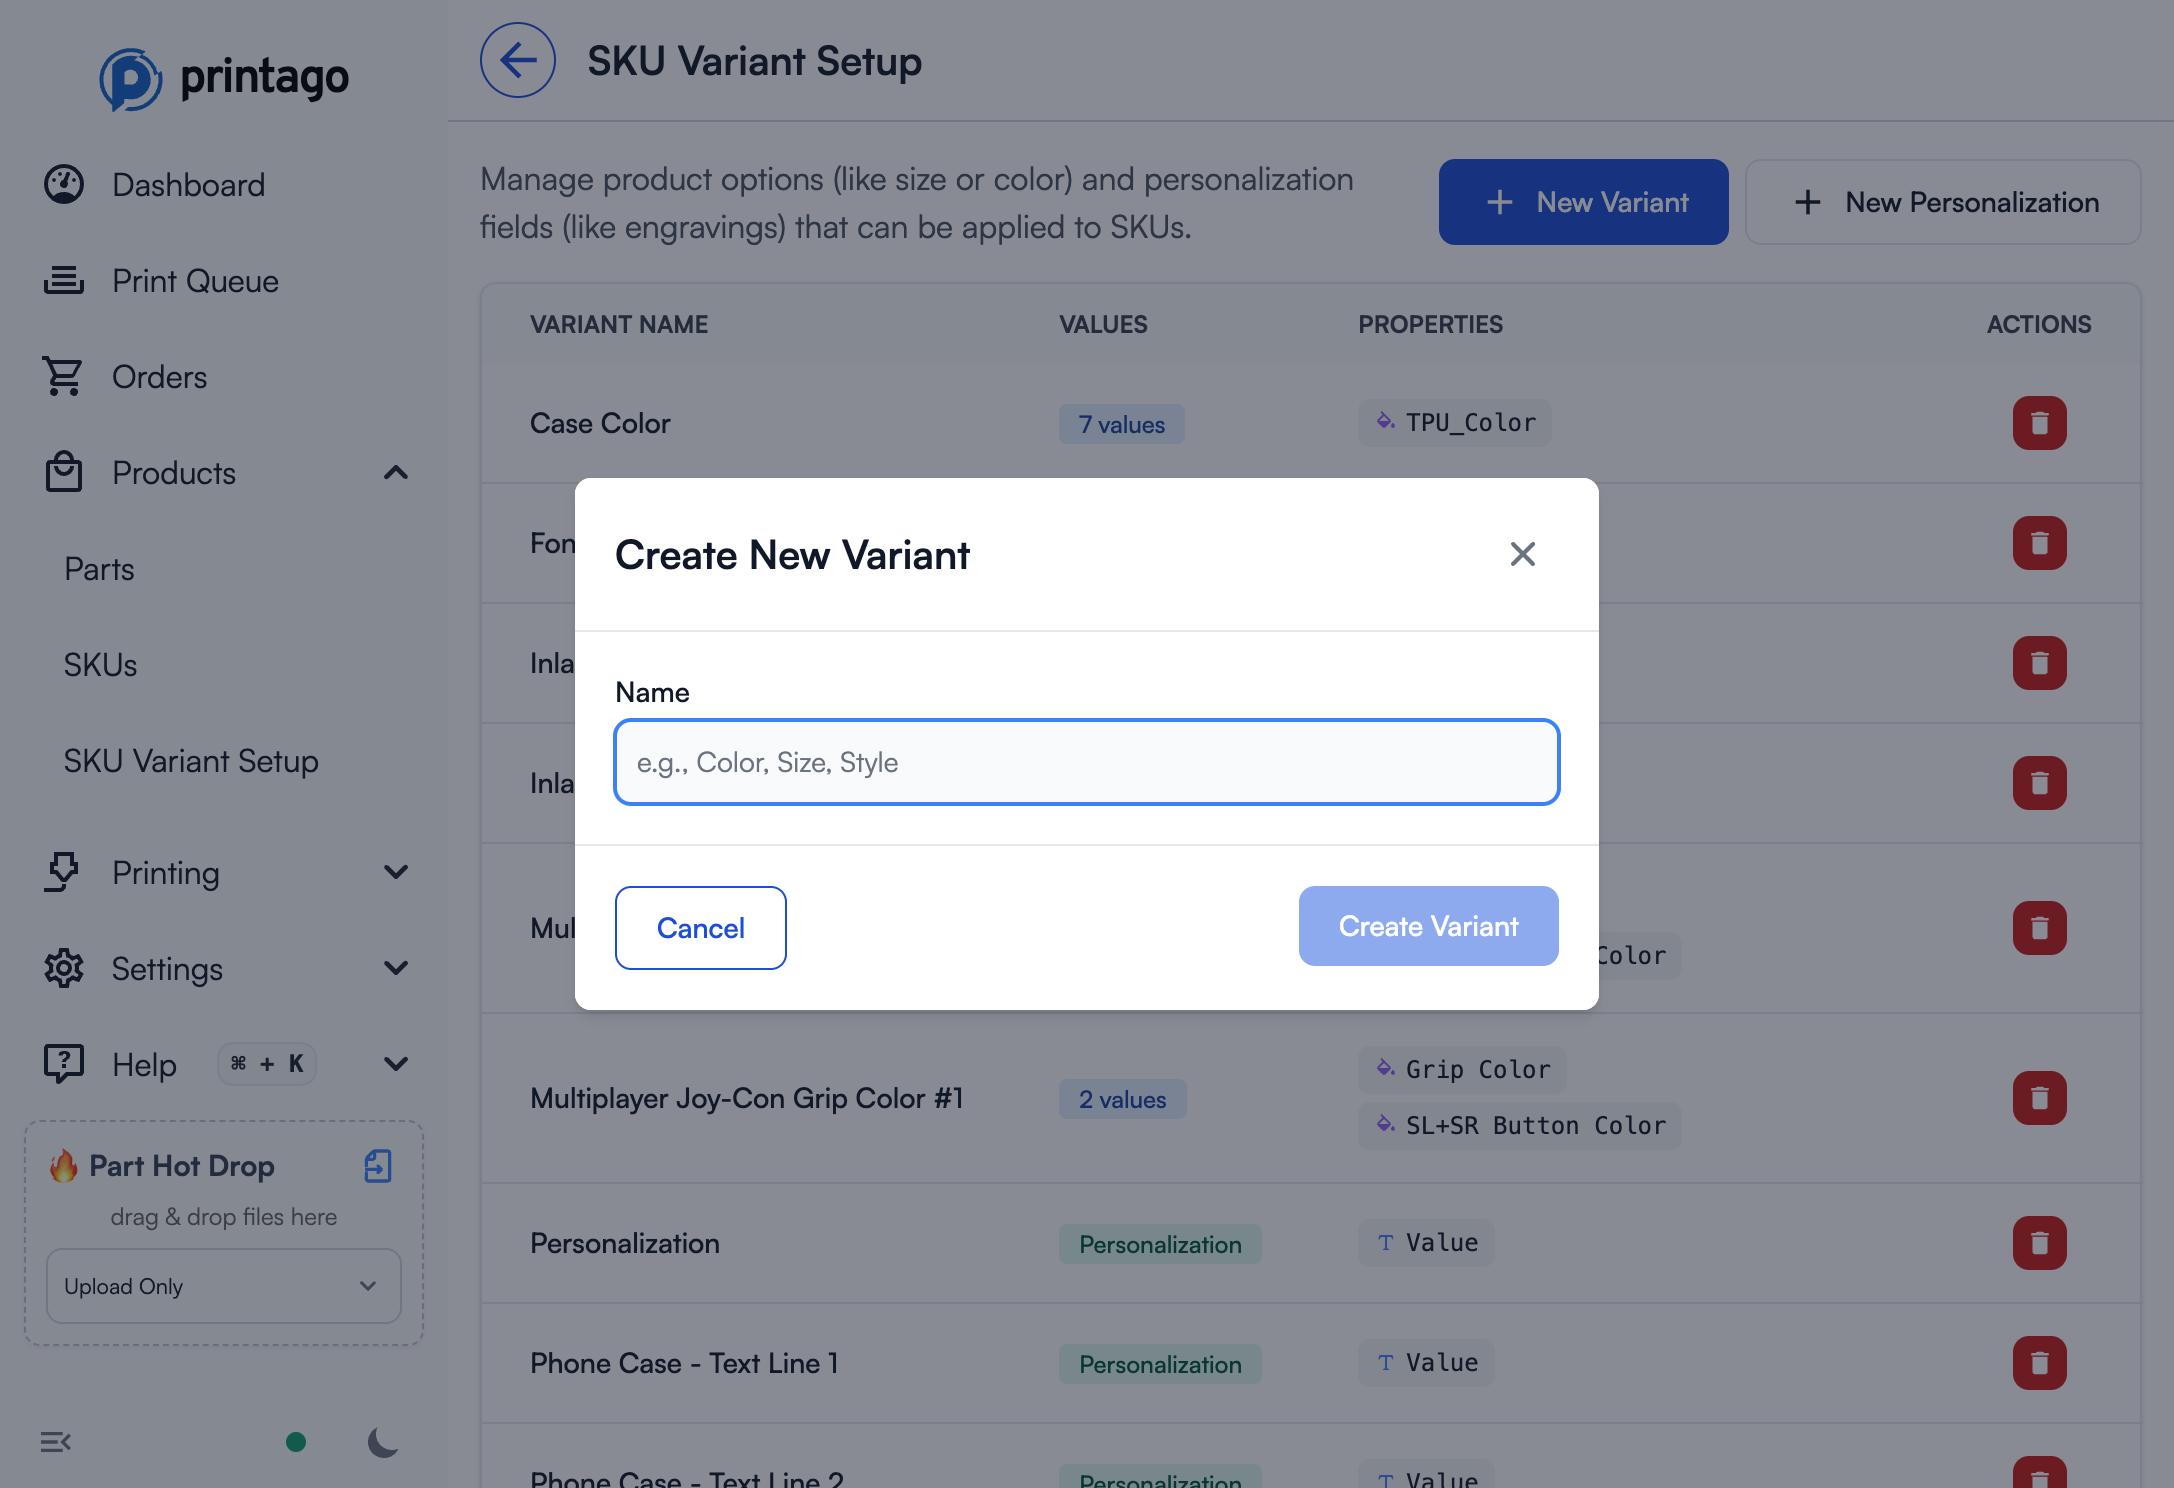 printago
Dashboard
Print Queue
Orders
Products
Parts
SKUs
SKU Variant Setup
Printing
Settings
Help ⌘ + K
🔥 Part Hot Drop
drag & drop files here
Upload Only
SKU Variant Setup
Manage product options (like size or color) and personalization
fields (like engravings) that can be applied to SKUs.
+ New Variant
+ New Personalization
VARIANT NAME VALUES PROPERTIES ACTIONS
Case Color 7 values TPU_Color
Color
Multiplayer Joy-Con Grip Color #1 2 values Grip Color
SL+SR Button Color
Personalization Personalization T Value
Phone Case - Text Line 1 Personalization T Value
Phone Case - Text Line 2 Personalization T Value
Create New Variant
Name
e.g., Color, Size, Style
Cancel
Create Variant